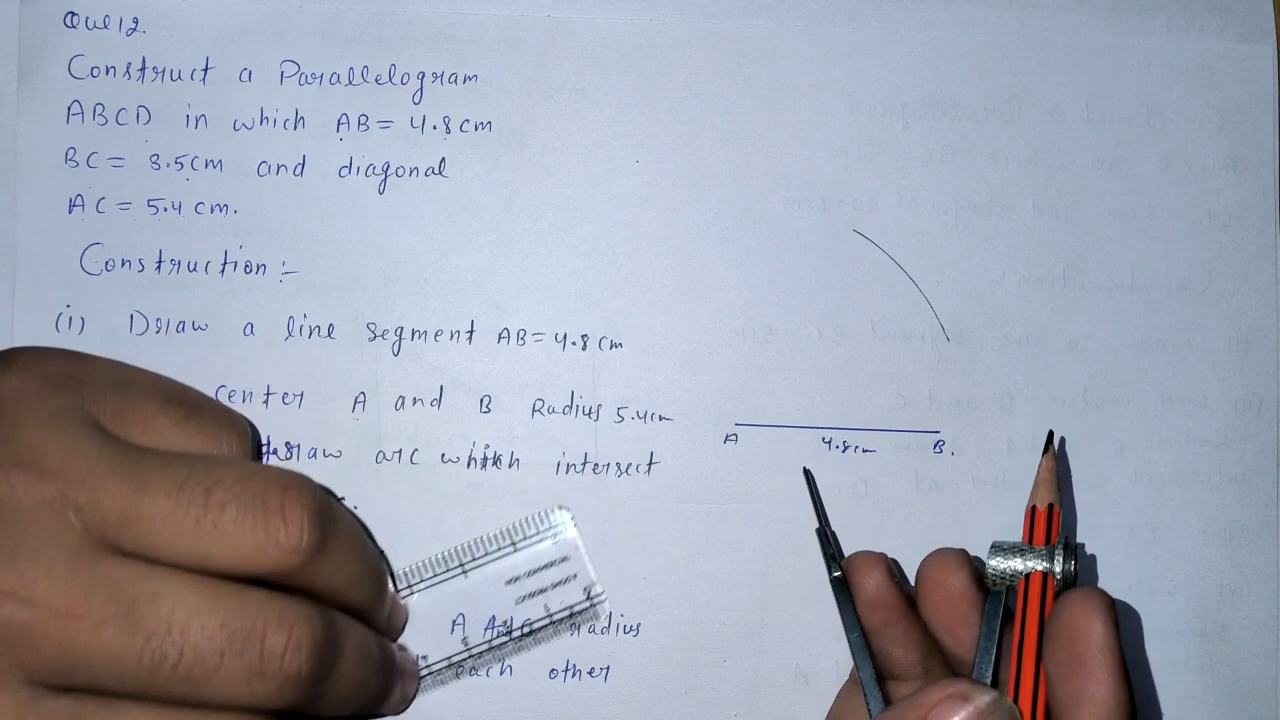 Que12.
Construct a Parallelogram
ABCD in which AB = 4.8cm
BC = 3.5cm and diagonal
AC = 5.4 cm.
Construction :-
(i) Draw a line segment AB = 4.8cm
center A and B Radius 5.4cm
draw arc which intersect
A And C radius
each other
A 4.8cm B.